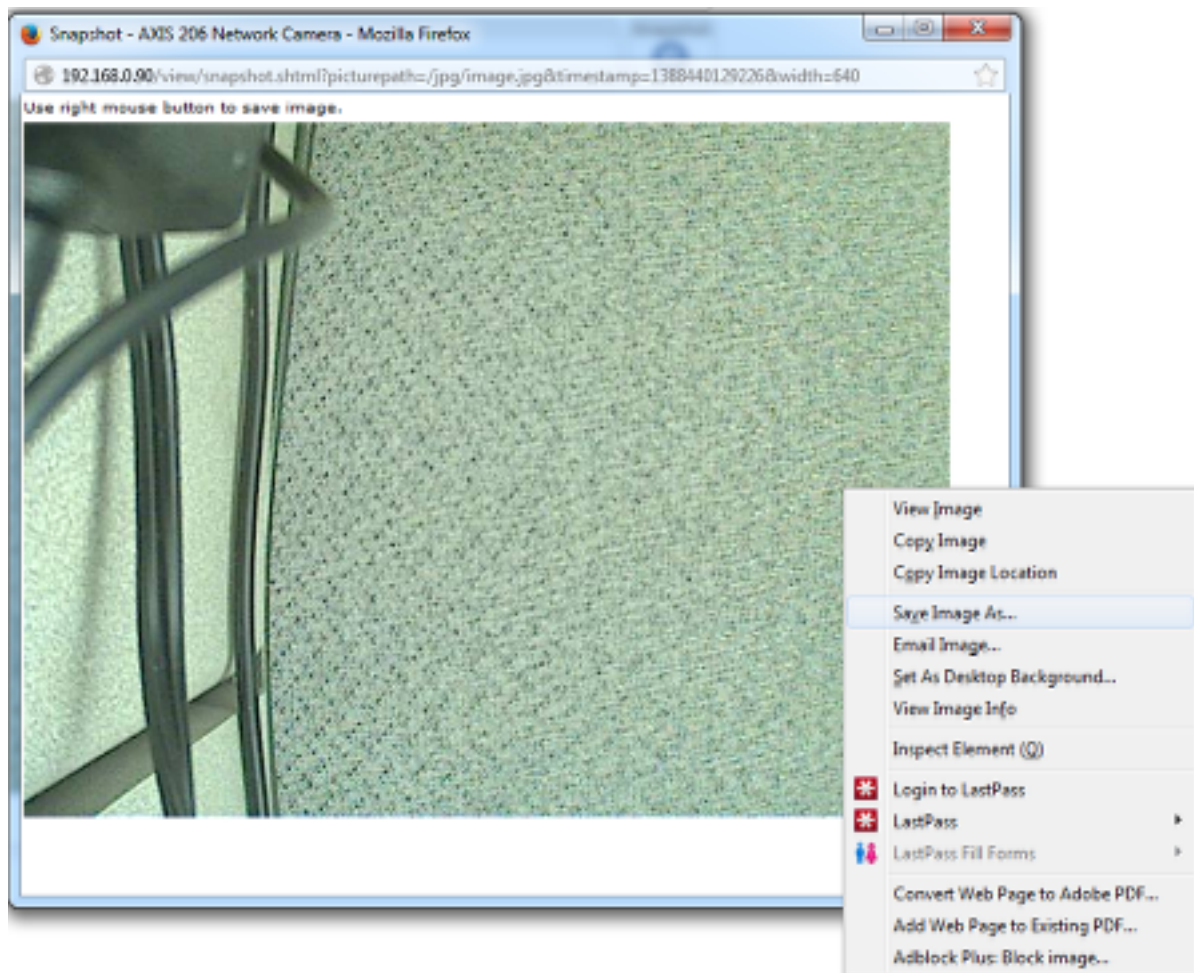 Snapshot - AXIS 206 Network Camera - Mozilla Firefox
192.168.0.90/view/snapshot.shtml?picturepath=/jpg/image.jpg&timestamp=1388440129226&width=640
Use right mouse button to save image.
View Image
Copy Image
Copy Image Location
Save Image As...
Email Image...
Set As Desktop Background...
View Image Info
Inspect Element (Q)
Login to LastPass
LastPass
LastPass Fill Forms
Convert Web Page to Adobe PDF...
Add Web Page to Existing PDF...
Adblock Plus: Block image...